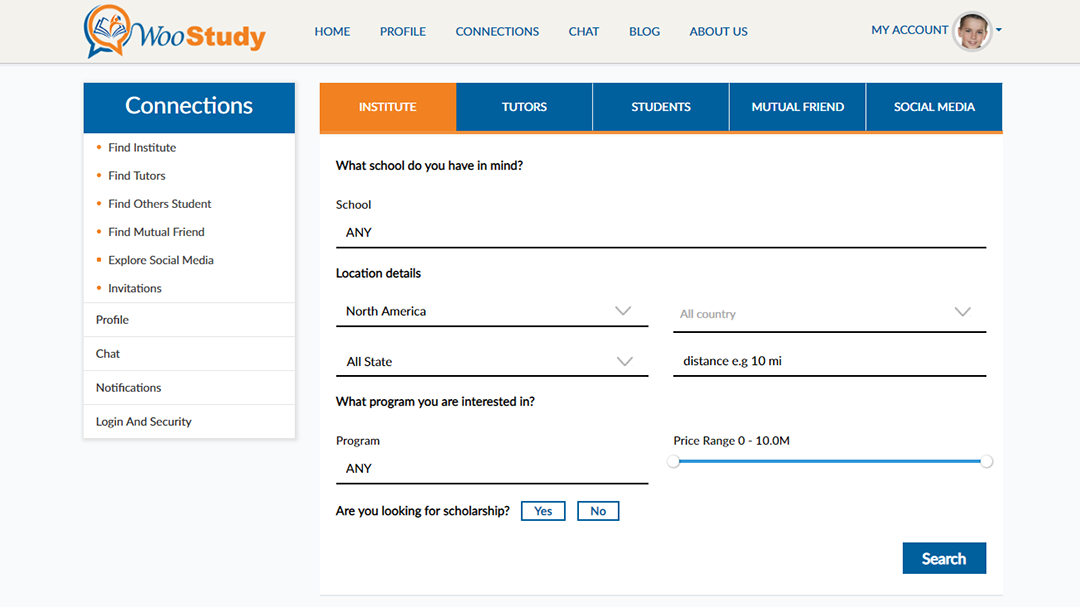 WooStudy HOME PROFILE CONNECTIONS CHAT BLOG ABOUT US MY ACCOUNT
Connections
Find Institute
Find Tutors
Find Others Student
Find Mutual Friend
Explore Social Media
Invitations
Profile
Chat
Notifications
Login And Security
INSTITUTE TUTORS STUDENTS MUTUAL FRIEND SOCIAL MEDIA
What school do you have in mind?
School
ANY
Location details
North America All country
All State distance e.g 10 mi
What program you are interested in?
Program Price Range 0 - 10.0M
ANY
Are you looking for scholarship? Yes No
Search